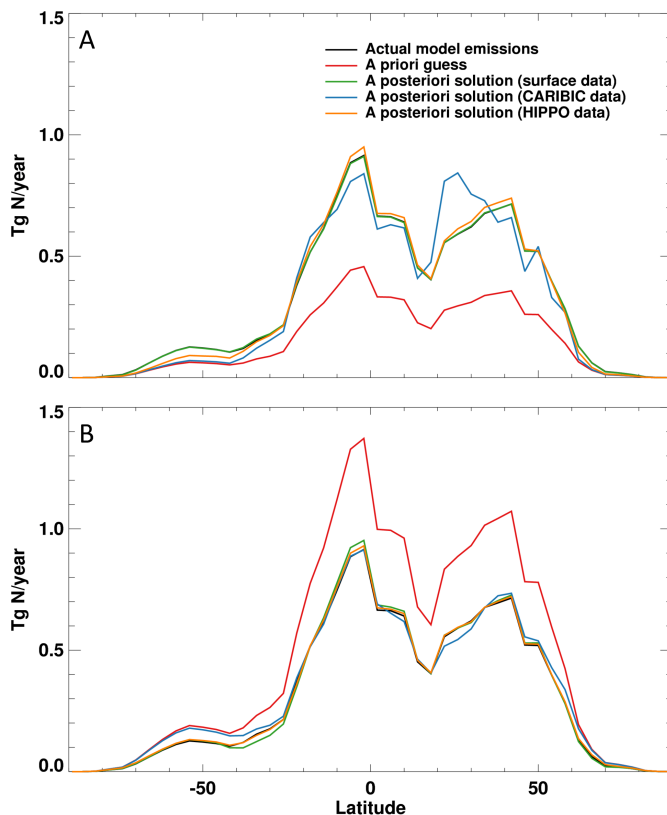 A
1.5
1.0
0.5
0.0
Tg N/year
Actual model emissions
A priori guess
A posteriori solution (surface data)
A posteriori solution (CARIBIC data)
A posteriori solution (HIPPO data)
B
1.5
1.0
0.5
0.0
Tg N/year
-50
0
50
Latitude